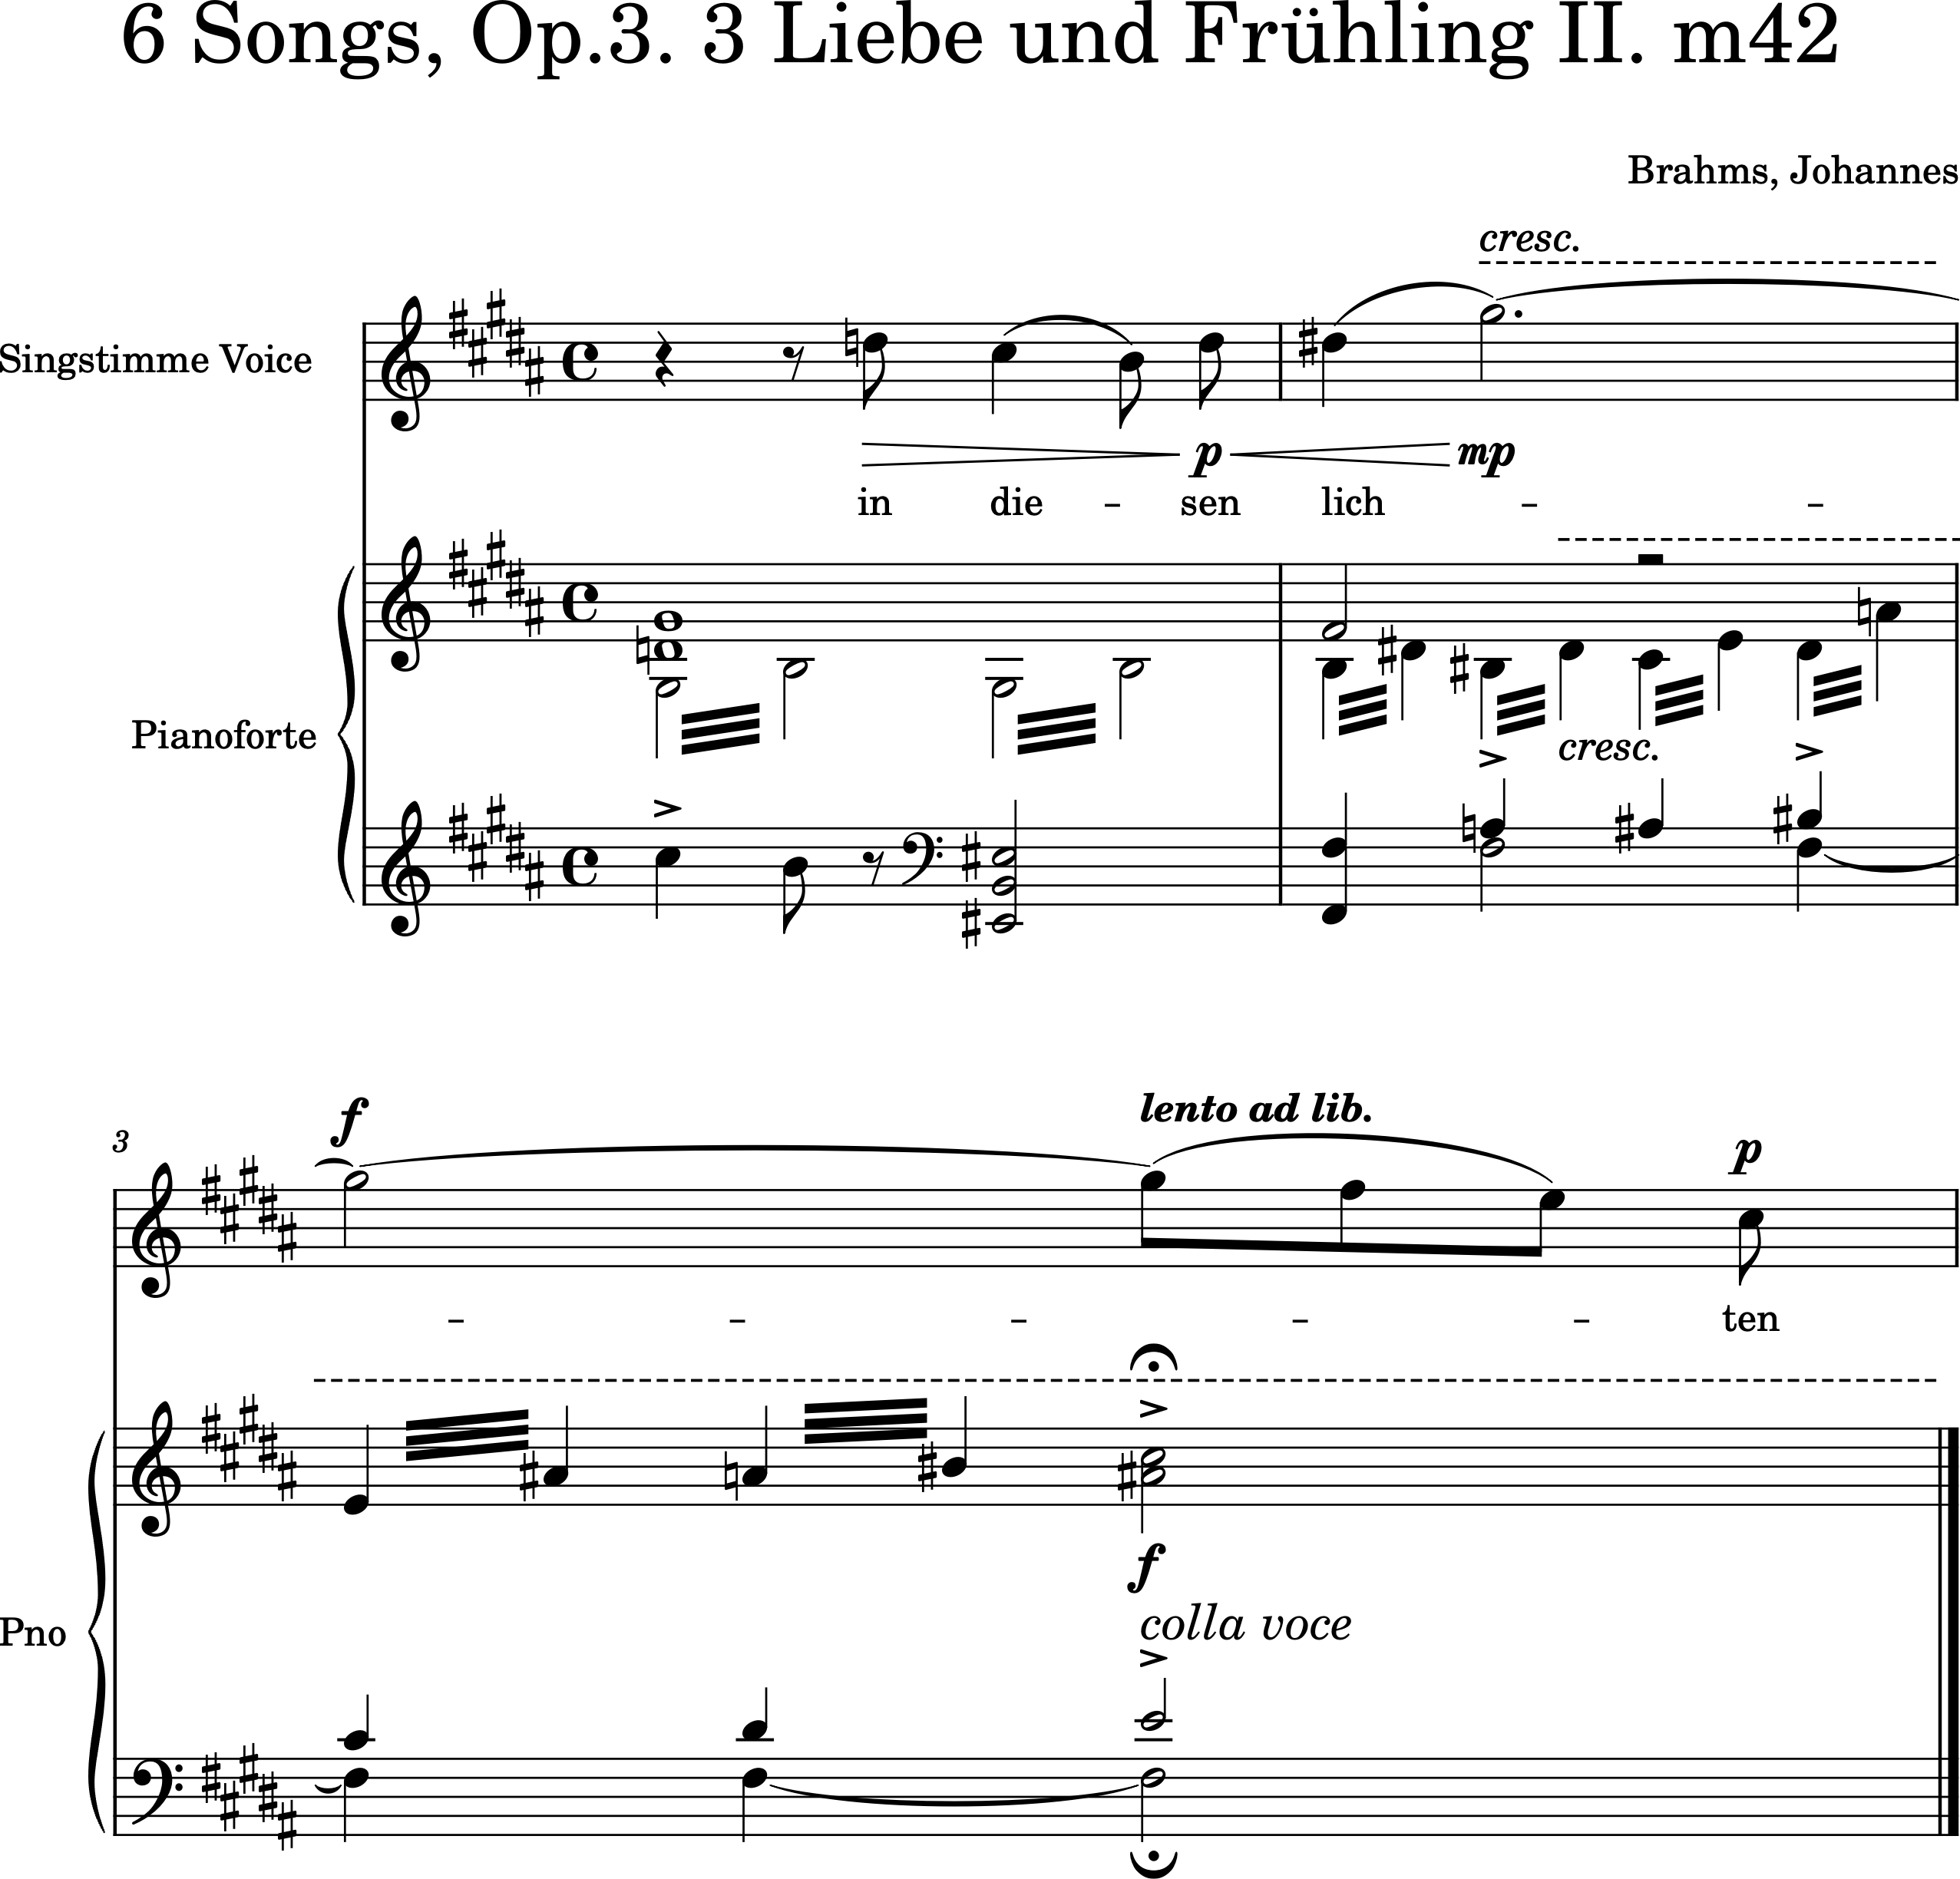 6 Songs, Op.3. 3 Liebe und Frühling II. m42
Brahms, Johannes
cresc.
Singstimme Voice
p mp
in die - sen lich - -
Pianoforte
cresc.
3
f lento ad lib. p
- - - - - ten
f
colla voce
Pno